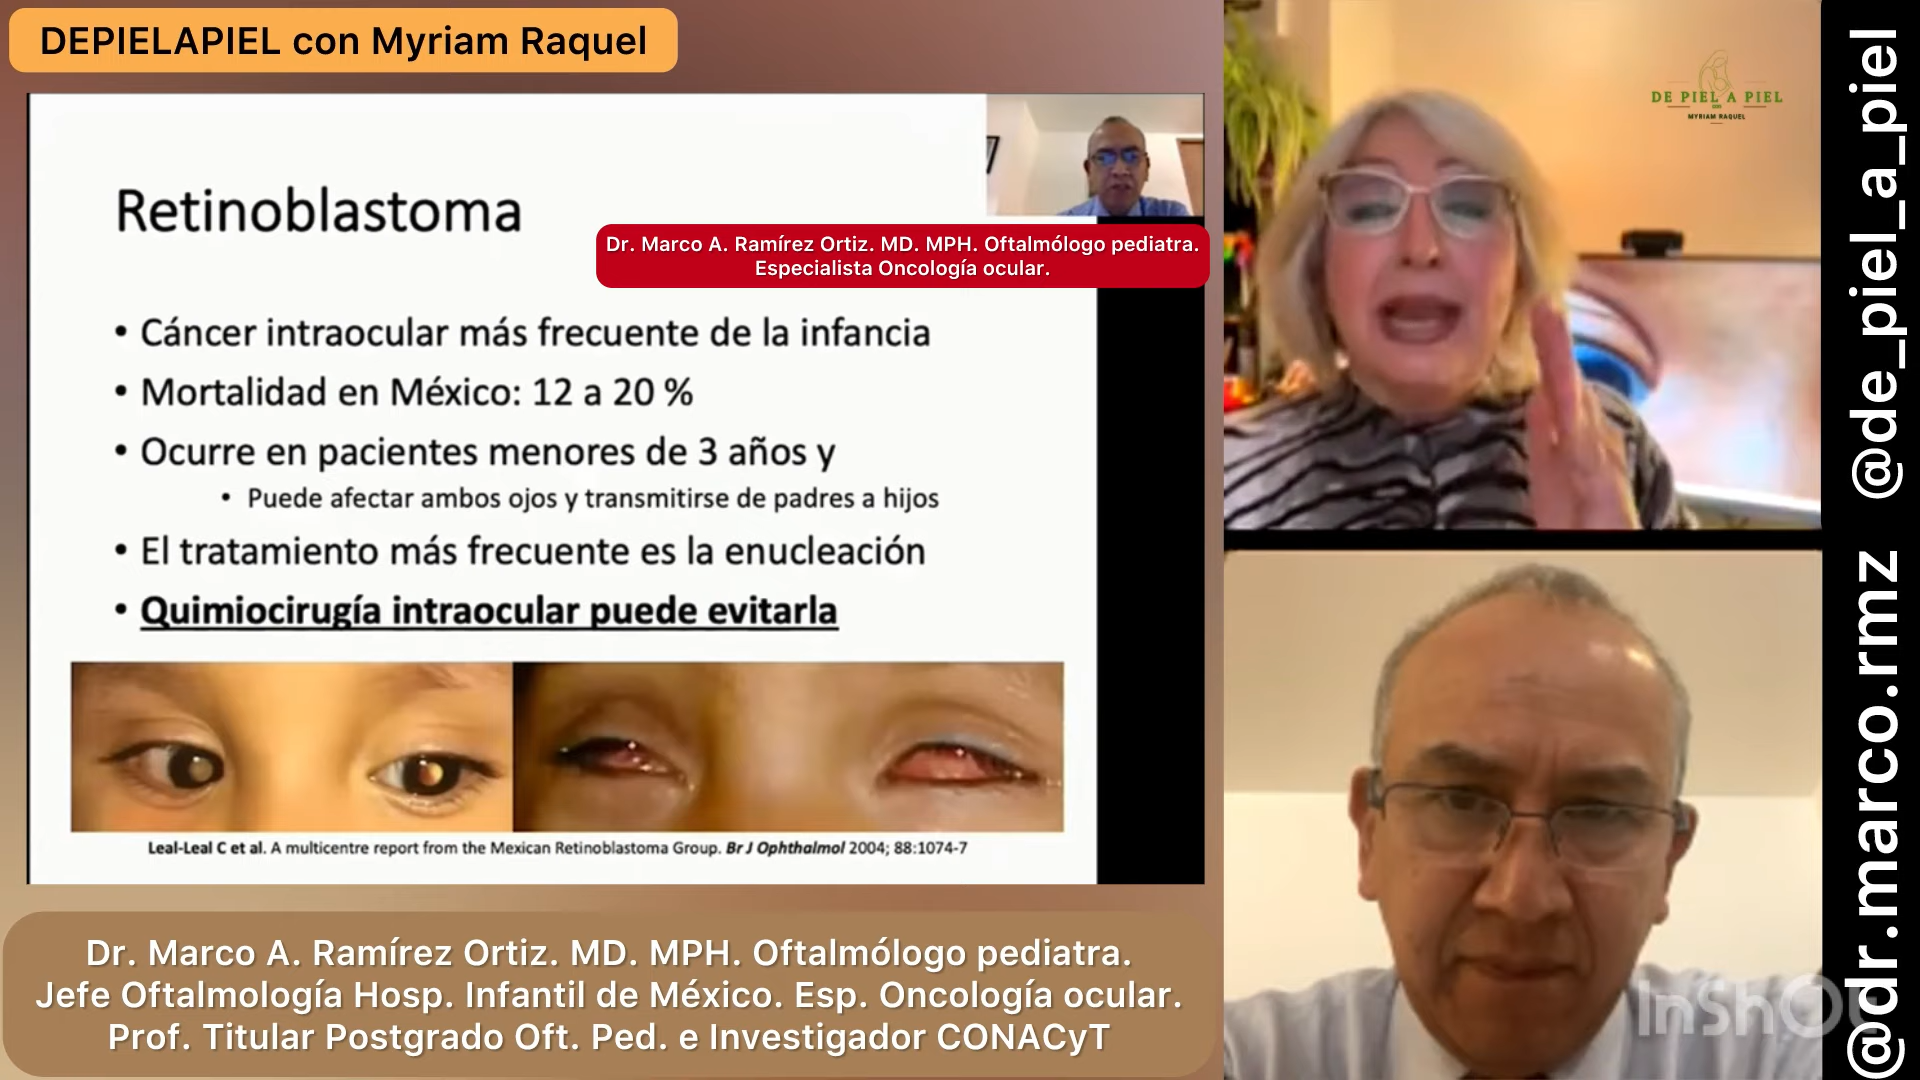 DEPIELAPIEL con Myriam Raquel
Retinoblastoma
Dr. Marco A. Ramírez Ortiz. MD. MPH. Oftalmólogo pediatra.
Especialista Oncología ocular.
• Cáncer intraocular más frecuente de la infancia
• Mortalidad en México: 12 a 20 %
• Ocurre en pacientes menores de 3 años y
• Puede afectar ambos ojos y transmitirse de padres a hijos
• El tratamiento más frecuente es la enucleación
• Quimiocirugía intraocular puede evitarla
Leal-Leal C et al. A multicentre report from the Mexican Retinoblastoma Group. Br J Ophthalmol 2004; 88:1074-7
Dr. Marco A. Ramírez Ortiz. MD. MPH. Oftalmólogo pediatra.
Jefe Oftalmología Hosp. Infantil de México. Esp. Oncología ocular.
Prof. Titular Postgrado Oft. Ped. e Investigador CONACyT
DE PIEL A PIEL
con
MYRIAM RAQUEL
@dr.marco.rmz @de_piel_a_piel
InShOt